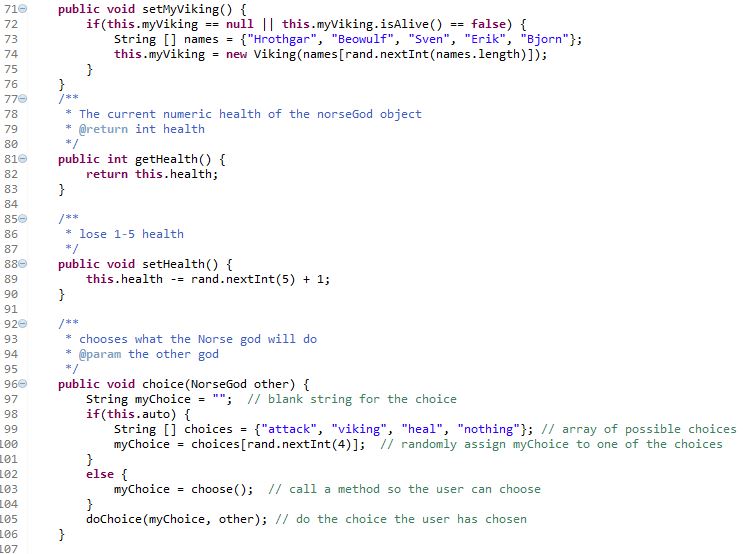 71 public void setMyViking() {
72 if(this.myViking == null || this.myViking.isAlive() == false) {
73 String [] names = {"Hrothgar", "Beowulf", "Sven", "Erik", "Bjorn"};
74 this.myViking = new Viking(names[rand.nextInt(names.length)]);
75 }
76 }
77 /**
78 * The current numeric health of the norseGod object
79 * @return int health
80 */
81 public int getHealth() {
82 return this.health;
83 }
84
85 /**
86 * lose 1-5 health
87 */
88 public void setHealth() {
89 this.health -= rand.nextInt(5) + 1;
90 }
91
92 /**
93 * chooses what the Norse god will do
94 * @param the other god
95 */
96 public void choice(NorseGod other) {
97 String myChoice = ""; // blank string for the choice
98 if(this.auto) {
99 String [] choices = {"attack", "viking", "heal", "nothing"}; // array of possible choices
100 myChoice = choices[rand.nextInt(4)]; // randomly assign myChoice to one of the choices
101 }
102 else {
103 myChoice = choose(); // call a method so the user can choose
104 }
105 doChoice(myChoice, other); // do the choice the user has chosen
106 }
107